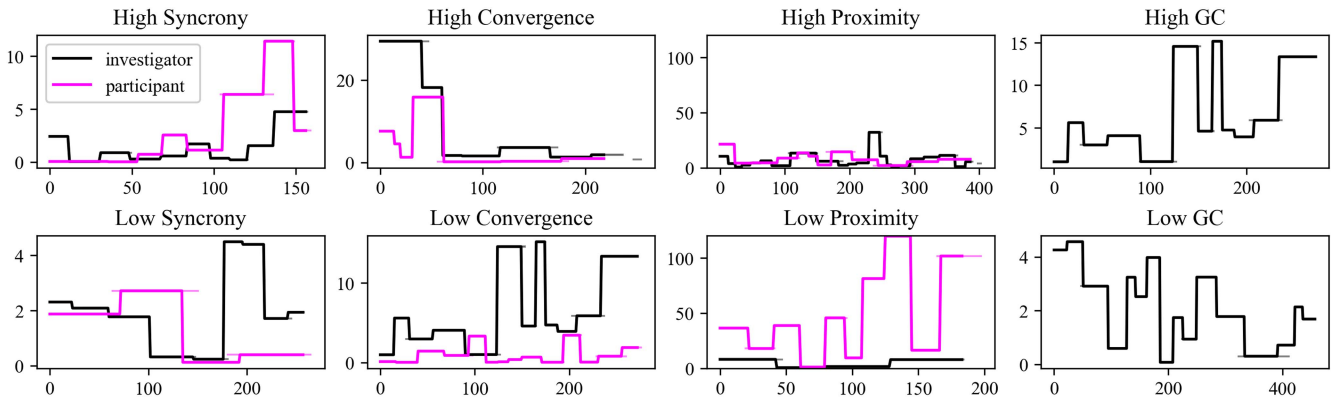 High Syncrony
High Convergence
High Proximity
High GC
10
5
0
investigator
participant
0 50 100 150
20
0
0 100 200
100
50
0
0 100 200 300 400
15
10
5
0 100 200
Low Syncrony
Low Convergence
Low Proximity
Low GC
4
2
0
0 100 200
10
0
0 100 200
100
50
0
0 50 100 150 200
4
2
0
0 200 400